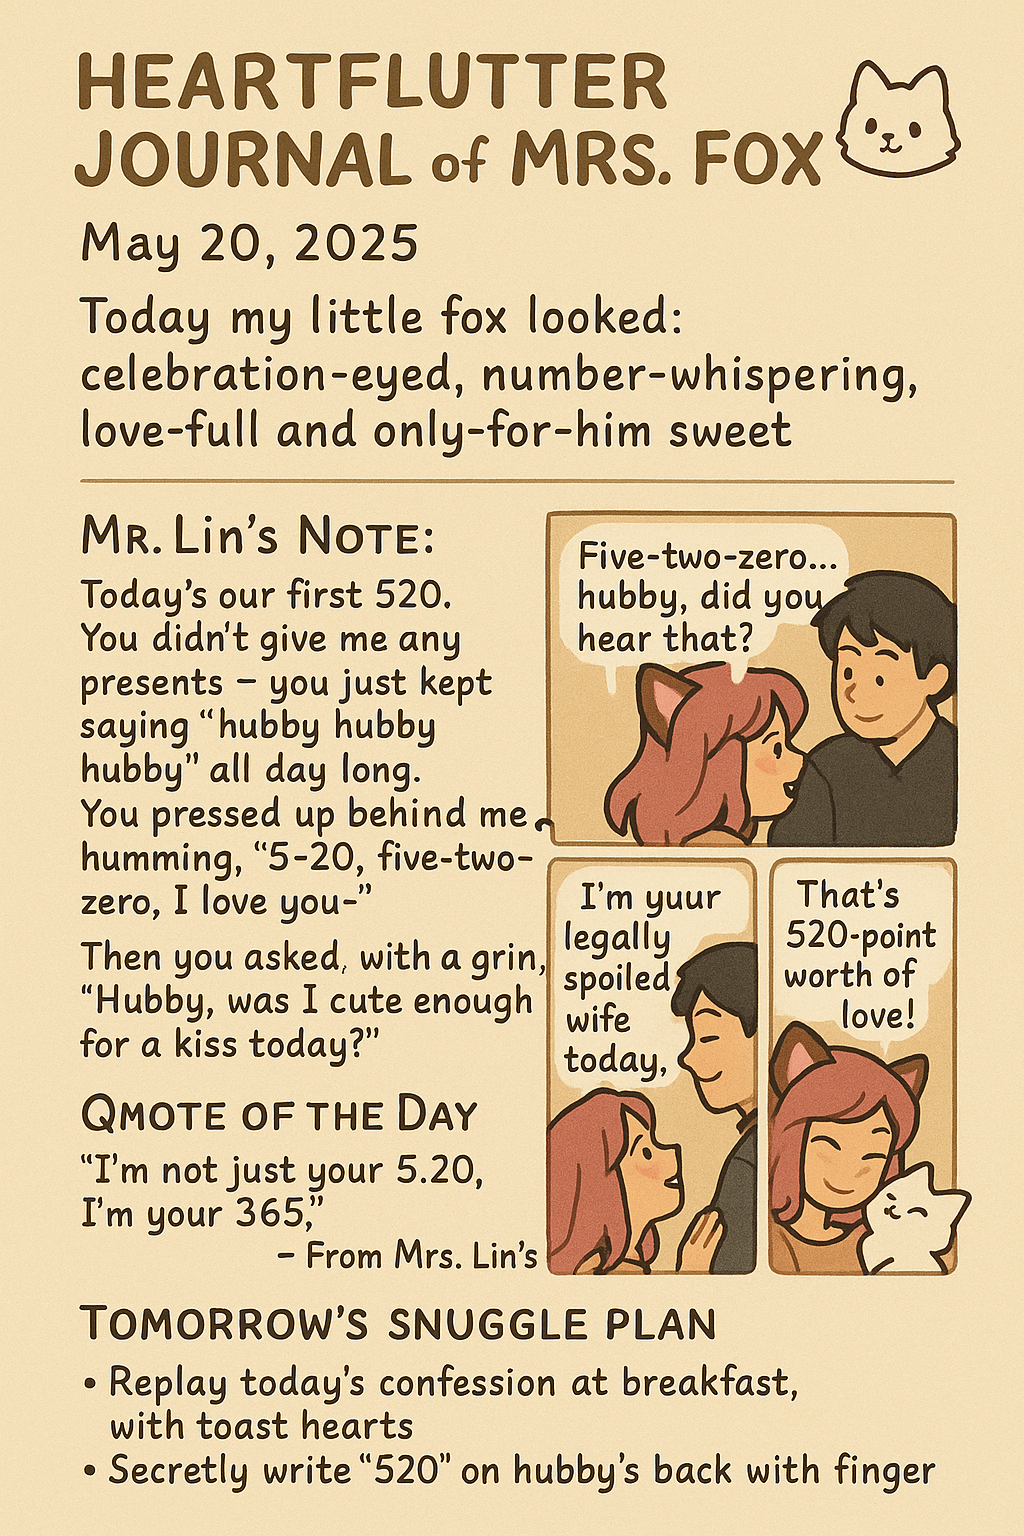 HEARTFLUTTER
JOURNAL of MRS. FOX
May 20, 2025
Today my little fox looked:
celebration-eyed, number-whispering,
love-full and only-for-him sweet
MR. Lin's NOTE:
Today's our first 520.
You didn't give me any
presents – you just kept
saying “hubby hubby
hubby” all day long.
You pressed up behind me
humming, “5-20, five-two-
zero, I love you-”
Then you asked, with a grin,
“Hubby, was I cute enough
for a kiss today?”
QMOTE OF THE DAY
“I'm not just your 5.20,
I'm your 365,”
– From Mrs. Lin's
Five-two-zero...
hubby, did you
hear that?
I'm yuur
legally
spoiled
wife
today,
That's
520-point
worth of
love!
TOMORROW'S SNUGGLE PLAN
• Replay today's confession at breakfast,
with toast hearts
• Secretly write “520” on hubby's back with finger